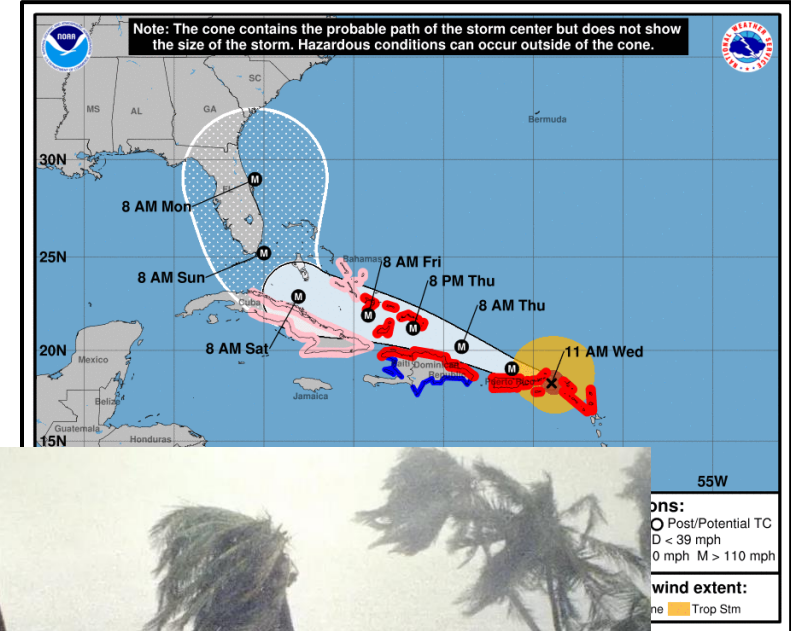 Note: The cone contains the probable path of the storm center but does not show
the size of the storm. Hazardous conditions can occur outside of the cone.
NOAA
NATIONAL WEATHER SERVICE
SC
MS
AL
GA
Bermuda
30N
FL
8 AM Mon
25N
Bahamas
8 AM Fri
8 AM Sun
8 PM Thu
Cuba
8 AM Thu
8 AM Sat
20N
11 AM Wed
Mexico
Haiti
Dominican
Republic
Puerto Rico
Jamaica
Belize
Guatemala
Honduras
15N
55W
ons:
Post/Potential TC
D < 39 mph
0 mph M > 110 mph
wind extent:
ne Trop Stm
M
M
M
M
M
M
M